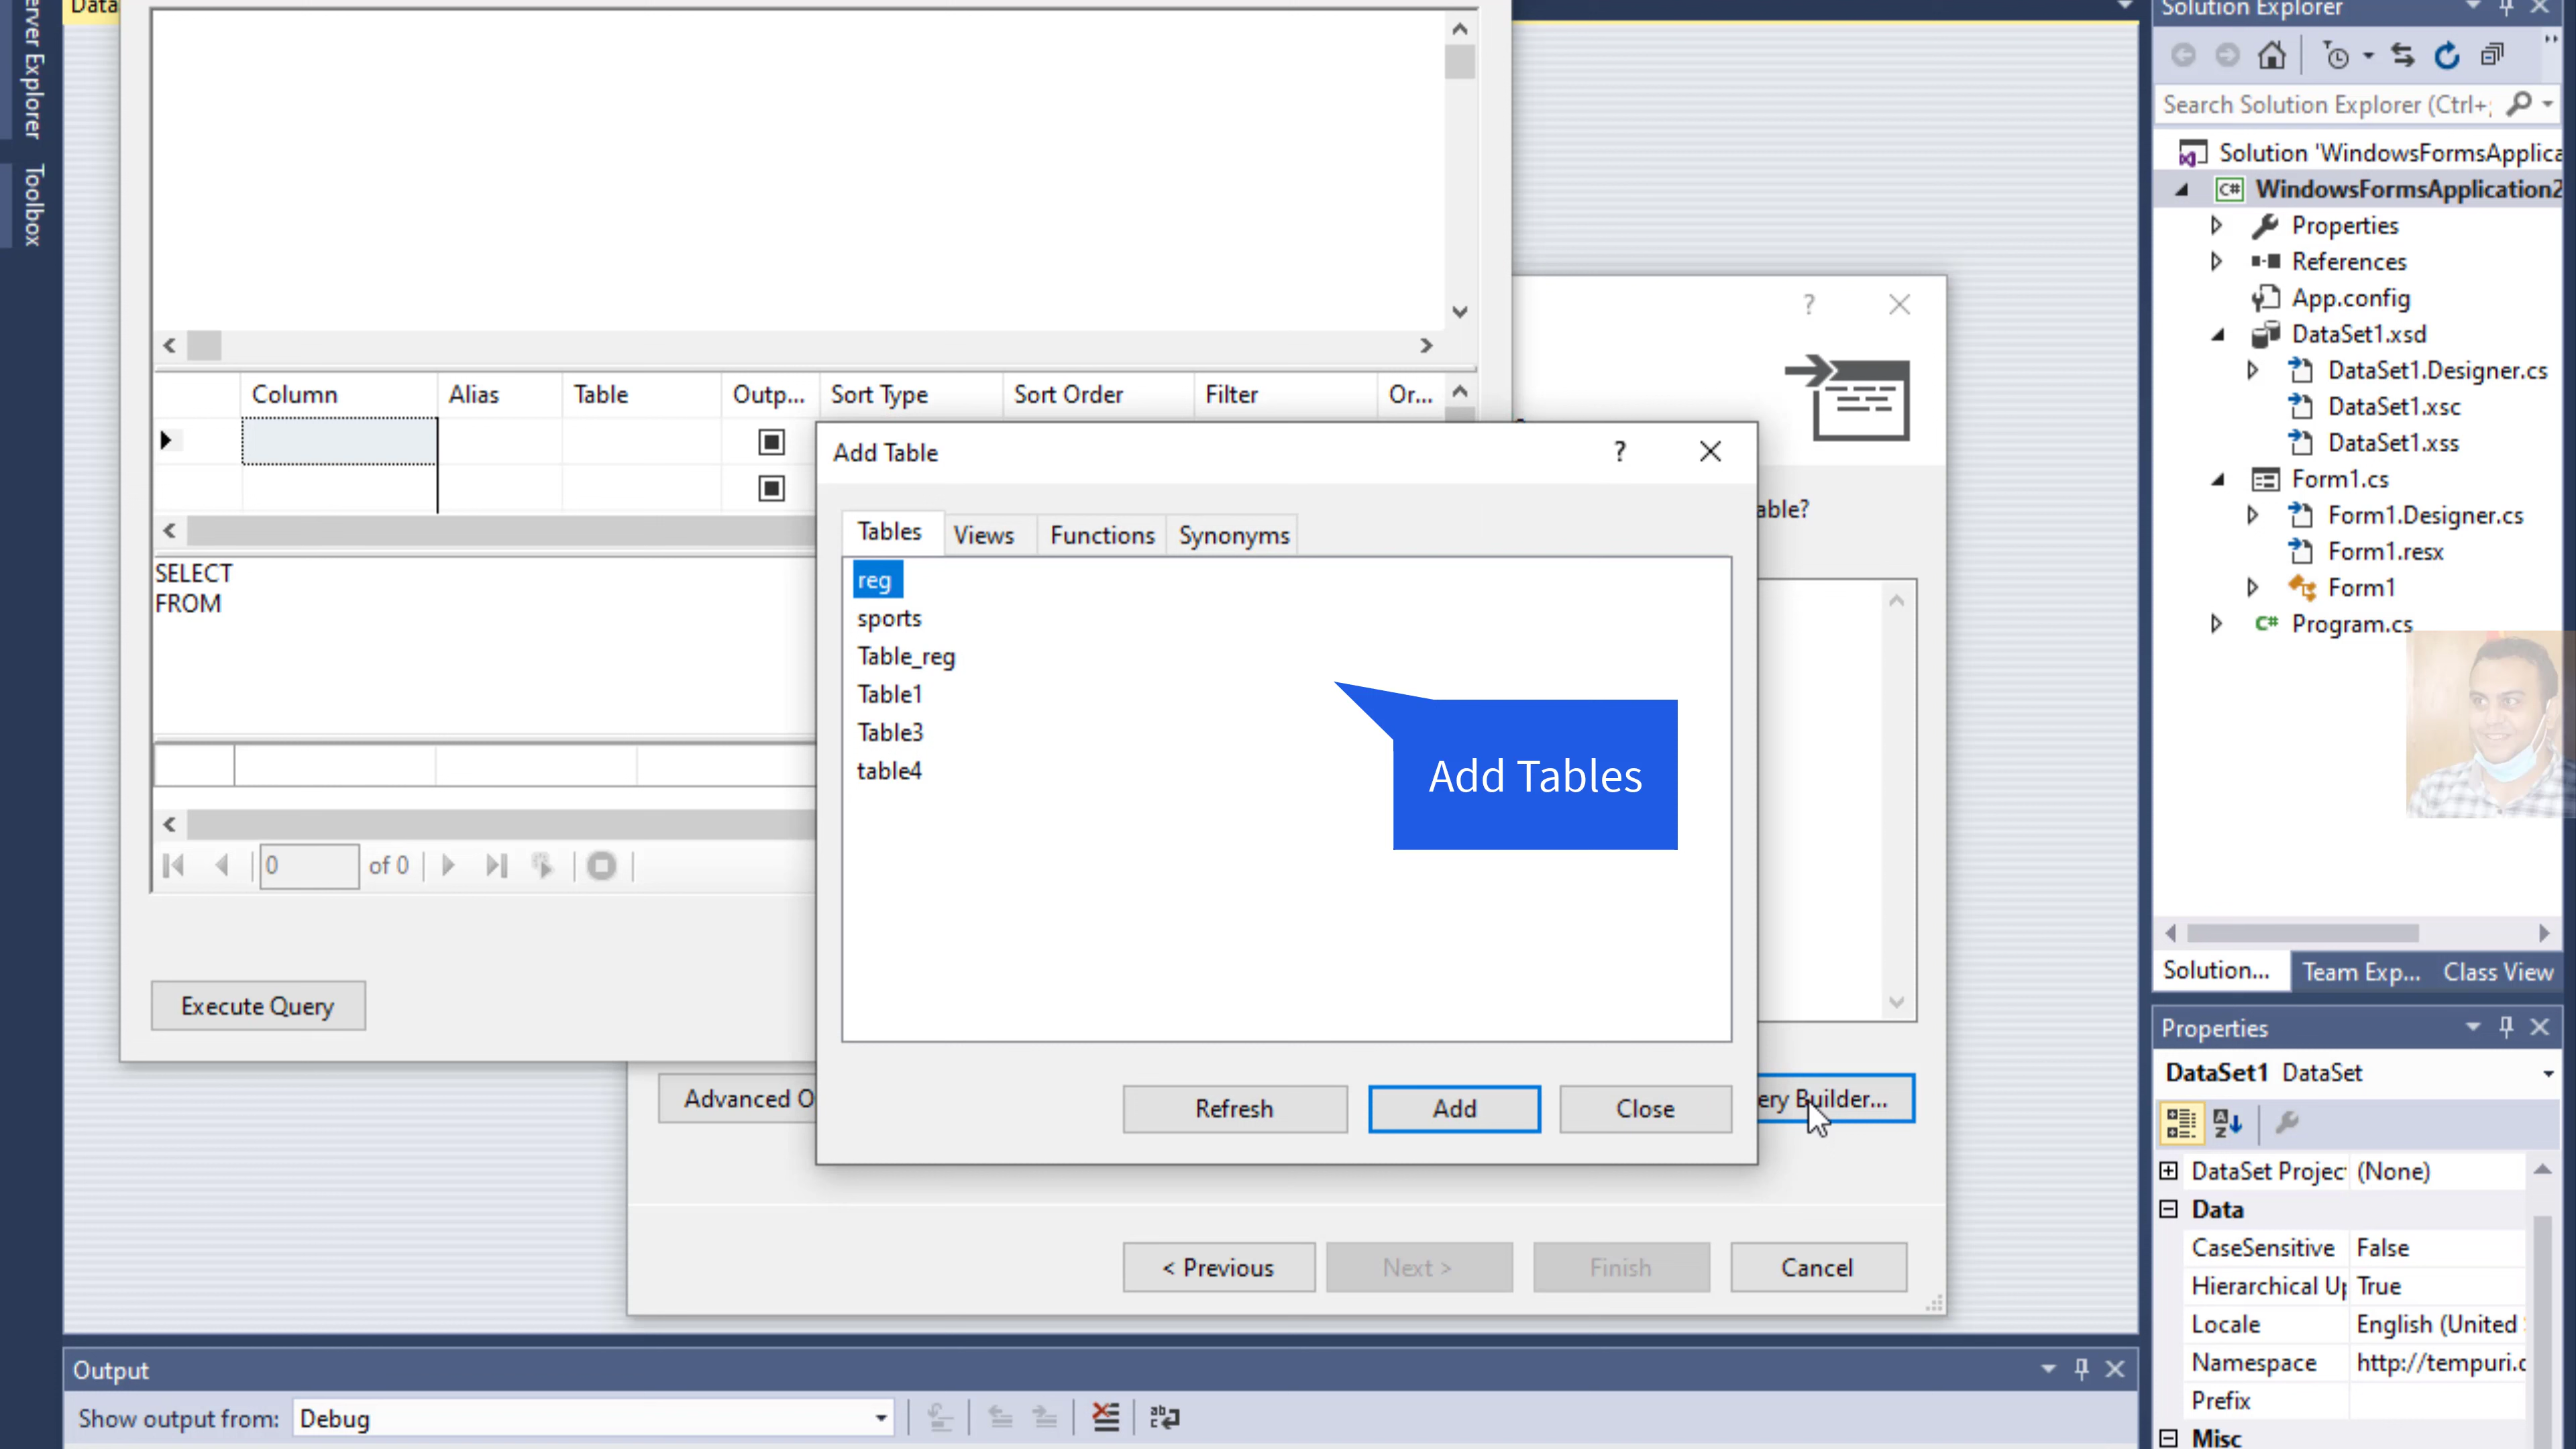 Data
Server Explorer
Toolbox
Column Alias Table Outp... Sort Type Sort Order Filter Or...
SELECT
FROM
0 of 0
Execute Query
?
able?
Advanced O
ery Builder...
< Previous Next > Finish Cancel
Add Table ?
Tables Views Functions Synonyms
reg
sports
Table_reg
Table1
Table3
table4
Add Tables
Refresh Add Close
Output
Show output from: Debug
Solution Explorer
Search Solution Explorer (Ctrl+;
Solution 'WindowsFormsApplica
C# WindowsFormsApplication2
Properties
References
App.config
DataSet1.xsd
DataSet1.Designer.cs
DataSet1.xsc
DataSet1.xss
Form1.cs
Form1.Designer.cs
Form1.resx
Form1
C# Program.cs
Solution... Team Exp... Class View
Properties
DataSet1 DataSet
DataSet Projec (None)
Data
CaseSensitive False
Hierarchical Up True
Locale English (United
Namespace http://tempuri.o
Prefix
Misc